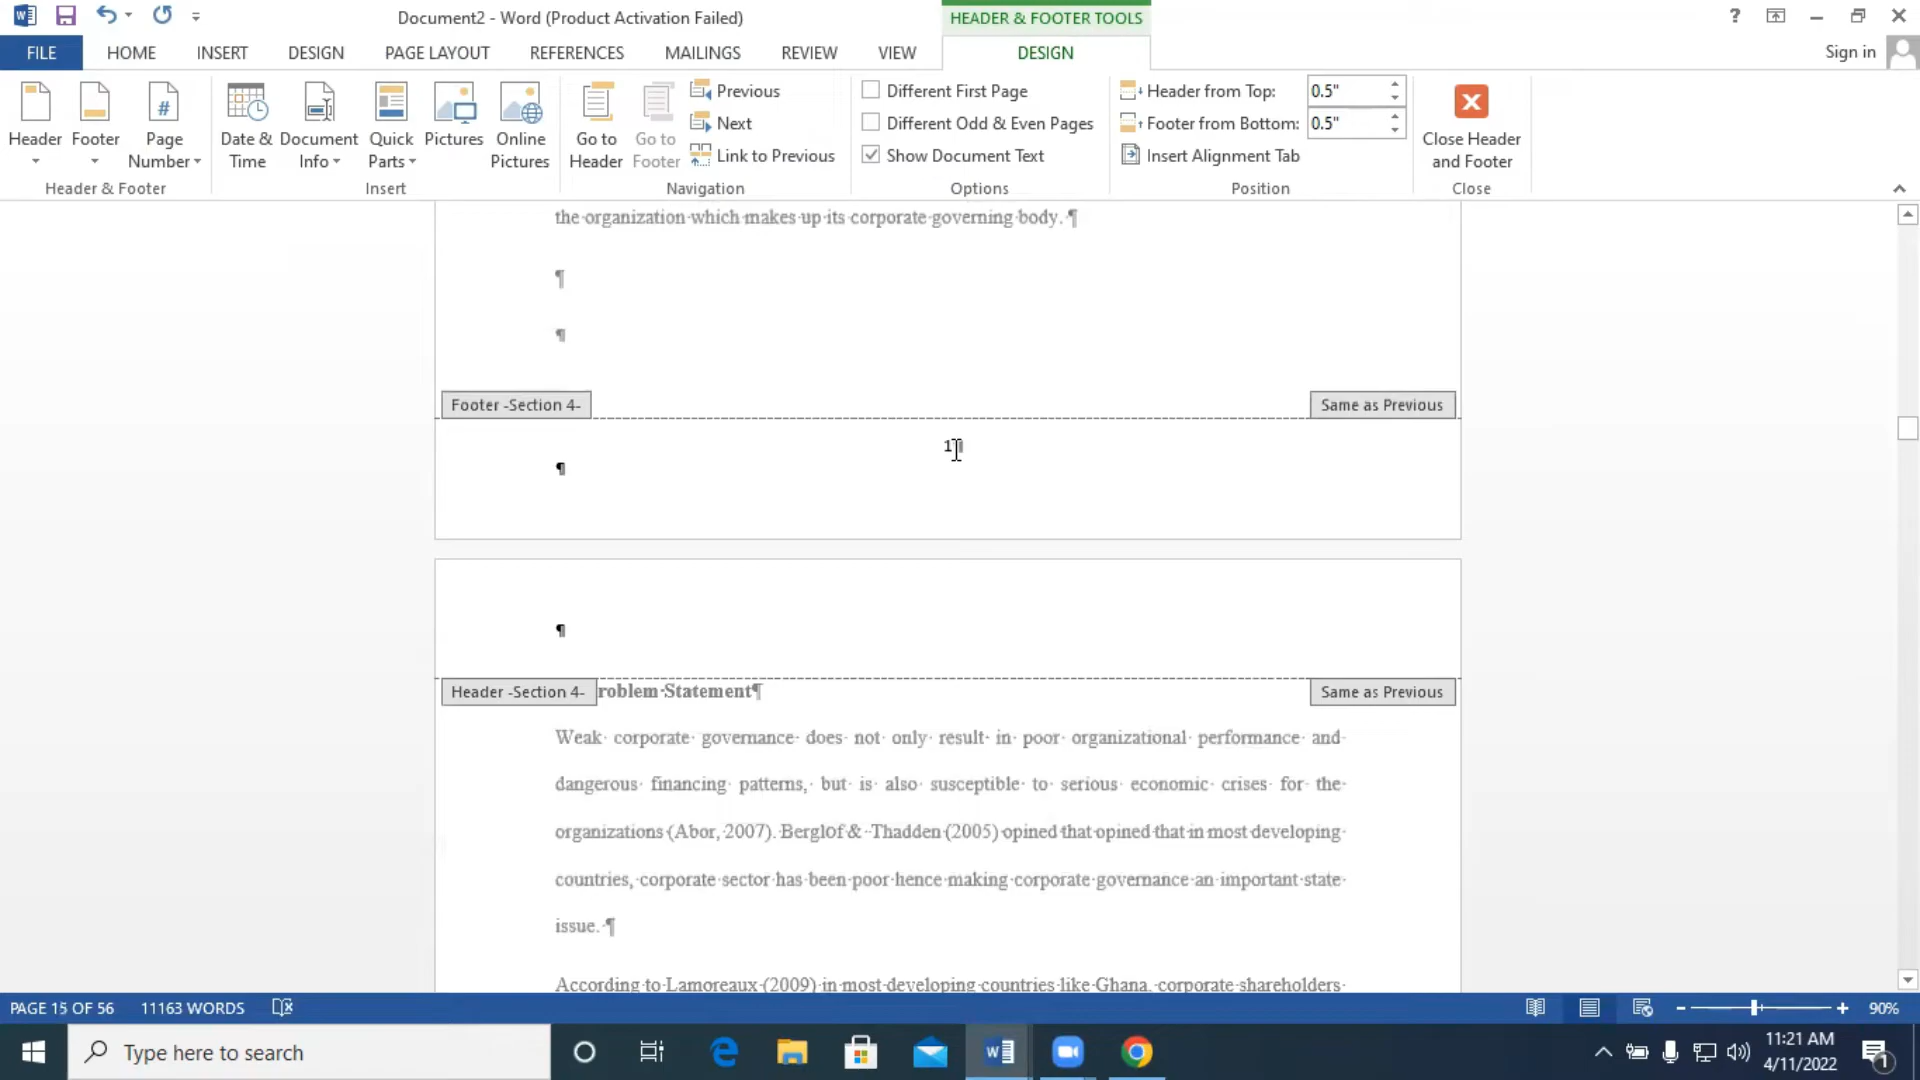 Document2 - Word (Product Activation Failed)
HEADER & FOOTER TOOLS
?
FILE
HOME
INSERT
DESIGN
PAGE LAYOUT
REFERENCES
MAILINGS
REVIEW
VIEW
DESIGN
Sign in
Header
Footer
Page Number
Header & Footer
Date & Time
Document Info
Quick Parts
Pictures
Online Pictures
Insert
Go to Header
Go to Footer
Previous
Next
Link to Previous
Navigation
Different First Page
Different Odd & Even Pages
Show Document Text
Options
Header from Top: 0.5"
Footer from Bottom: 0.5"
Insert Alignment Tab
Position
Close Header and Footer
Close
the organization which makes up its corporate governing body. ¶
¶
¶
Footer -Section 4-
Same as Previous
1
¶
¶
Header -Section 4-
roblem Statement¶
Same as Previous
Weak corporate governance does not only result in poor organizational performance and
dangerous financing patterns, but is also susceptible to serious economic crises for the
organizations (Abor, 2007). Berglof & Thadden (2005) opined that opined that in most developing
countries, corporate sector has been poor hence making corporate governance an important state
issue. ¶
According to Lamoreaux (2009) in most developing countries like Ghana, corporate shareholders
PAGE 15 OF 56
11163 WORDS
90%
Type here to search
11:21 AM
4/11/2022
1